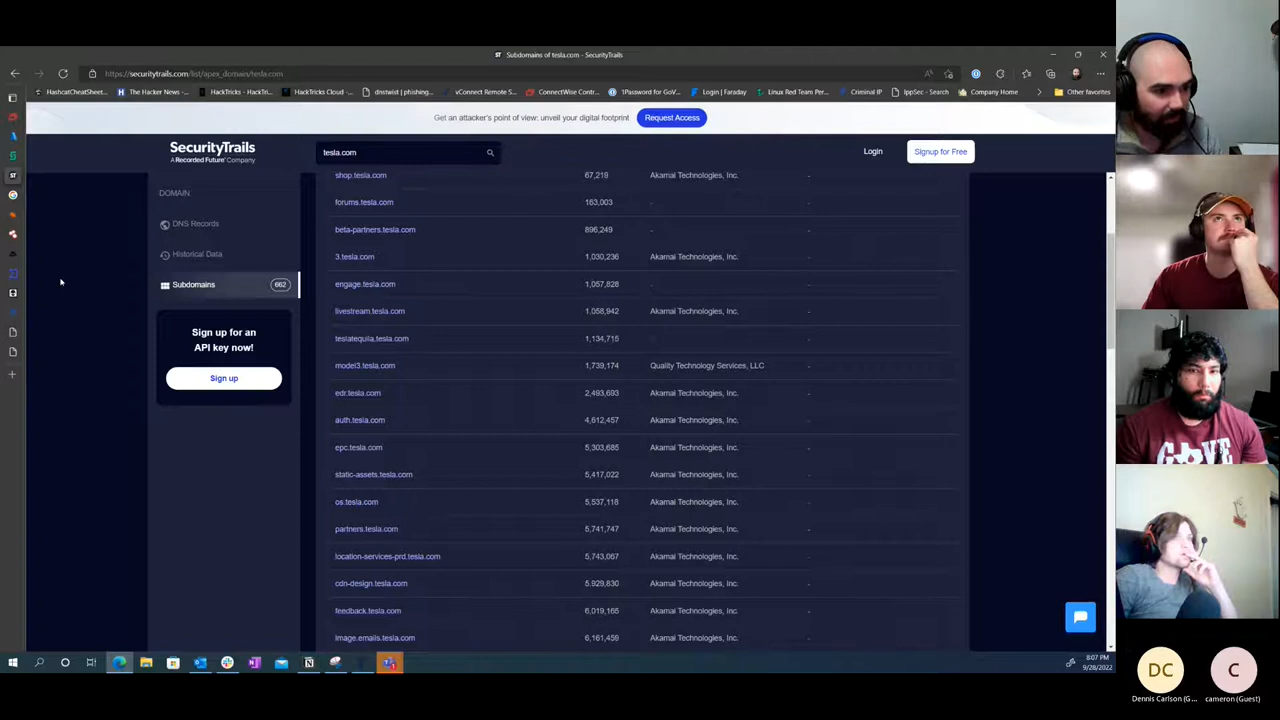 Subdomains of tesla.com - SecurityTrails
https://securitytrails.com/list/apex_domain/tesla.com
HashcatCheatSheet... The Hacker News -... HackTricks - HackTri... HackTricks Cloud -... dnstwist | phishing... vConnect Remote S... ConnectWise Contr... 1Password for GoV... Login | Faraday Linux Red Team Per... Criminal IP IppSec - Search Company Home Other favorites
Get an attacker's point of view: unveil your digital footprint Request Access
SecurityTrails
A Recorded Future Company
tesla.com
Login Signup for Free
DOMAIN
DNS Records
Historical Data
Subdomains 662
Sign up for an
API key now!
Sign up
shop.tesla.com 67,219 Akamai Technologies, Inc. -
forums.tesla.com 163,003 - -
beta-partners.tesla.com 896,249 - -
3.tesla.com 1,030,236 Akamai Technologies, Inc. -
engage.tesla.com 1,057,828 - -
livestream.tesla.com 1,058,942 Akamai Technologies, Inc. -
teslatequila.tesla.com 1,134,715 -
model3.tesla.com 1,739,174 Quality Technology Services, LLC -
edr.tesla.com 2,493,693 Akamai Technologies, Inc. -
auth.tesla.com 4,612,457 Akamai Technologies, Inc. -
epc.tesla.com 5,303,685 Akamai Technologies, Inc. -
static-assets.tesla.com 5,417,022 Akamai Technologies, Inc. -
os.tesla.com 5,537,118 Akamai Technologies, Inc. -
partners.tesla.com 5,741,747 Akamai Technologies, Inc. -
location-services-prd.tesla.com 5,743,067 Akamai Technologies, Inc. -
cdn-design.tesla.com 5,929,830 Akamai Technologies, Inc. -
feedback.tesla.com 6,019,165 Akamai Technologies, Inc. -
image.emails.tesla.com 6,161,459 Akamai Technologies, Inc. -
8:07 PM
9/28/2022
DC
C
Dennis Carlson (G...
cameron (Guest)